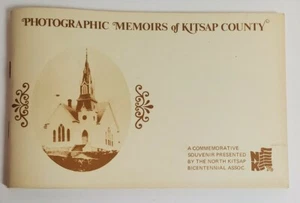 PHOTOGRAPHIC MEMOIRS of KITSAP COUNTY
A COMMEMORATIVE
SOUVENIR PRESENTED
BY THE NORTH KITSAP
BICENTENNIAL ASSOC.